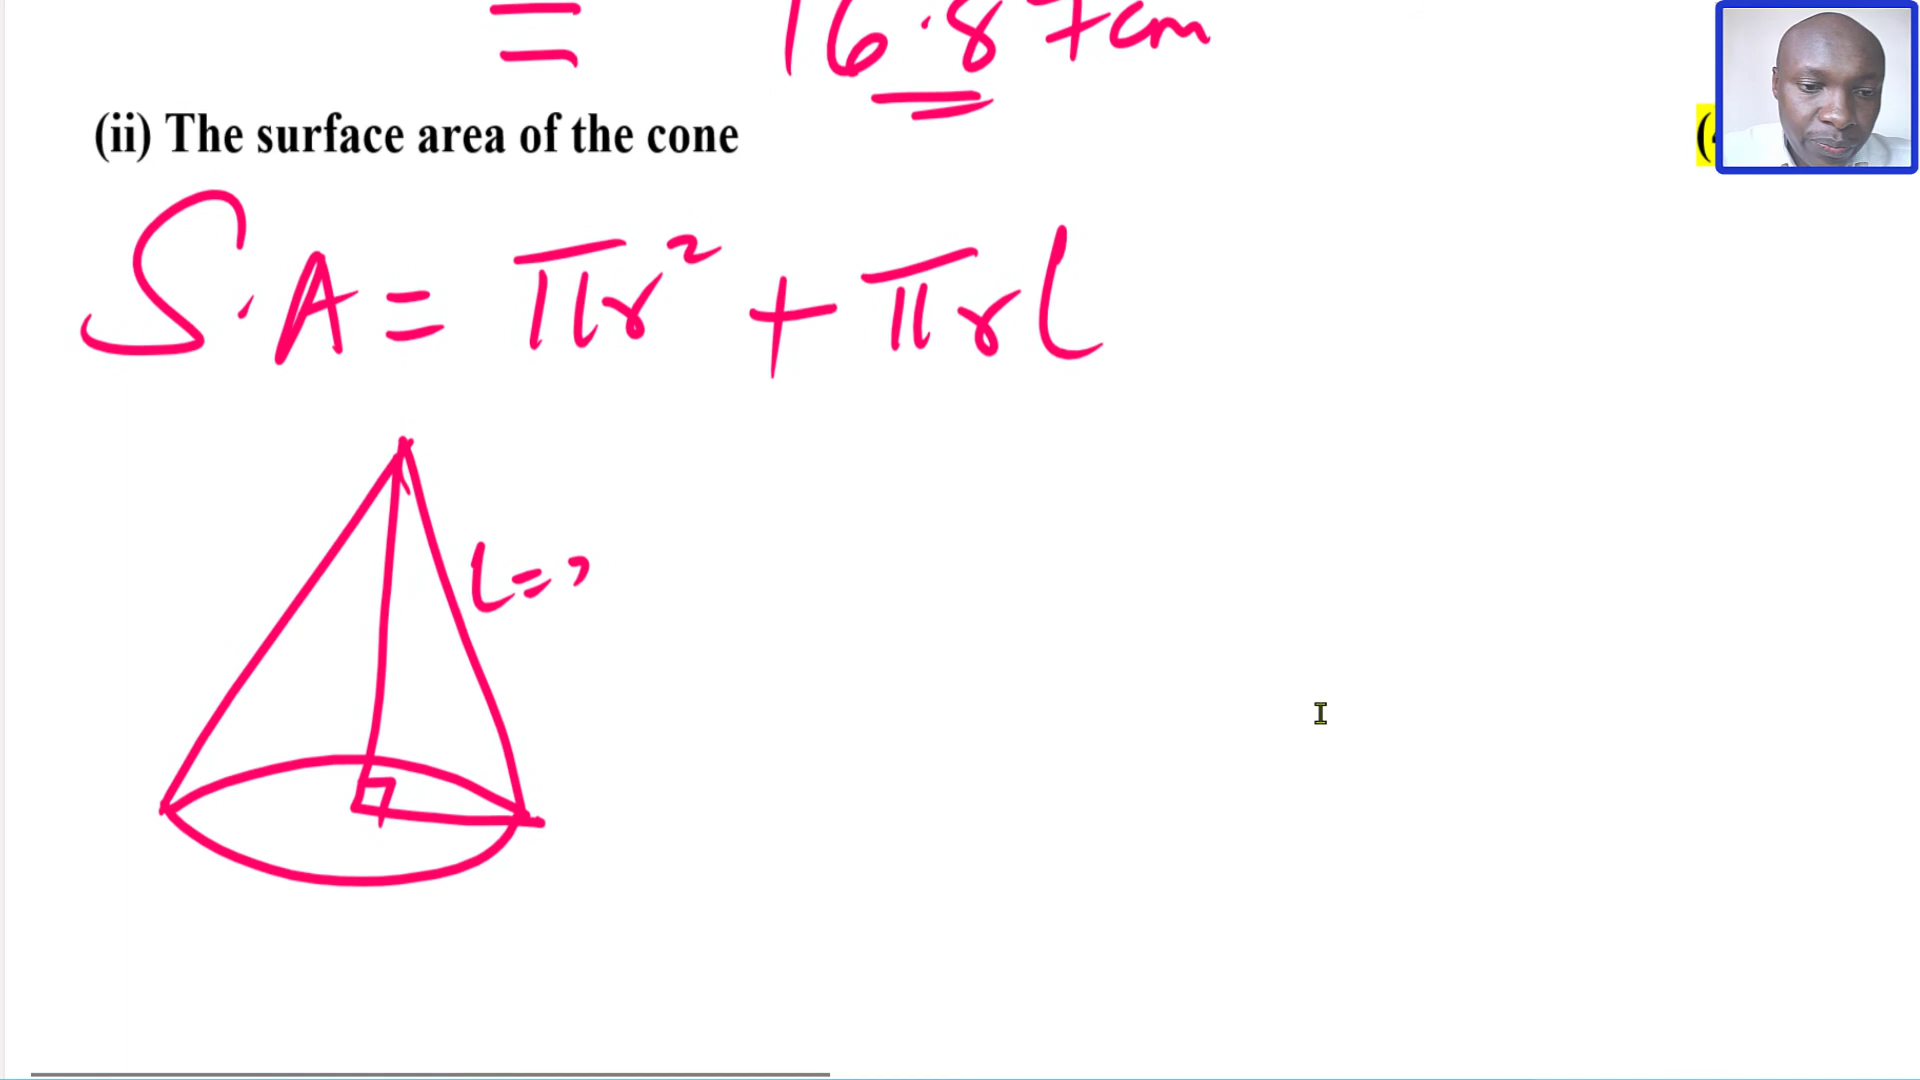 = 16.87cm
(ii) The surface area of the cone
S.A = πr² + πrl
l = ?